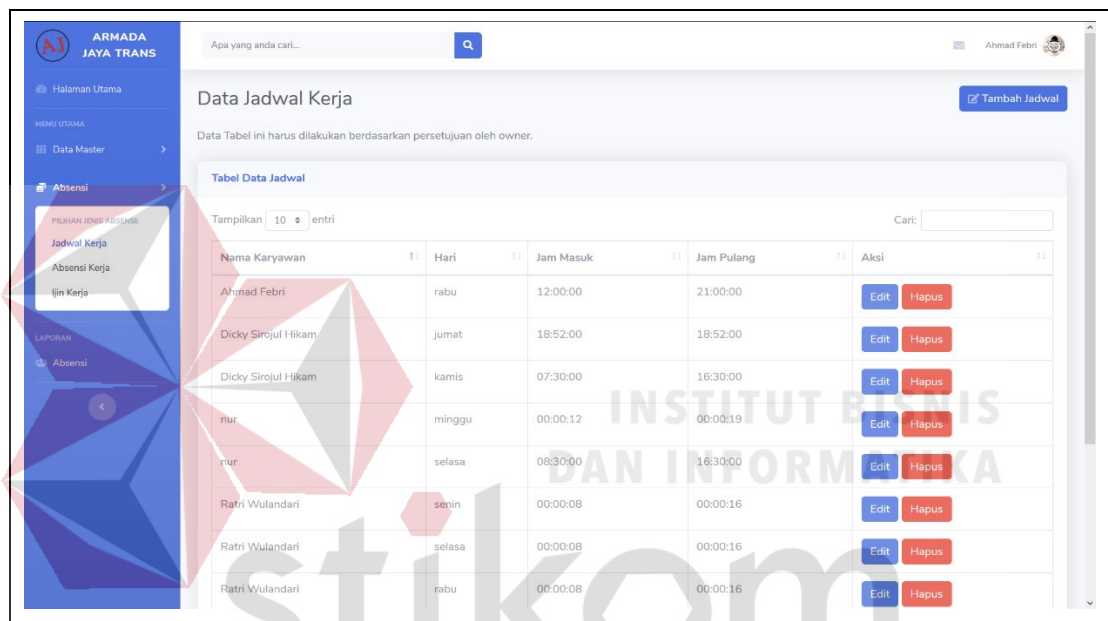 ARMADA
JAYA TRANS
Apa yang anda cari...
Ahmad Febri
Halaman Utama
MENU UTAMA
Data Master
Absensi
PILIHAN JENIS ABSENSI:
Jadwal Kerja
Absensi Kerja
Ijin Kerja
LAPORAN
Absensi
Data Jadwal Kerja
Tambah Jadwal
Data Tabel ini harus dilakukan berdasarkan persetujuan oleh owner.
Tabel Data Jadwal
Tampilkan 10 entri
Cari:
Nama Karyawan Hari Jam Masuk Jam Pulang Aksi
Ahmad Febri rabu 12:00:00 21:00:00 Edit Hapus
Dicky Sirojul Hikam jumat 18:52:00 18:52:00 Edit Hapus
Dicky Sirojul Hikam kamis 07:30:00 16:30:00 Edit Hapus
nur minggu 00:00:12 00:00:19 Edit Hapus
nur selasa 08:30:00 16:30:00 Edit Hapus
Ratri Wulandari senin 00:00:08 00:00:16 Edit Hapus
Ratri Wulandari selasa 00:00:08 00:00:16 Edit Hapus
Ratri Wulandari rabu 00:00:08 00:00:16 Edit Hapus
INSTITUT BISNIS
DAN INFORMATIKA
stikom